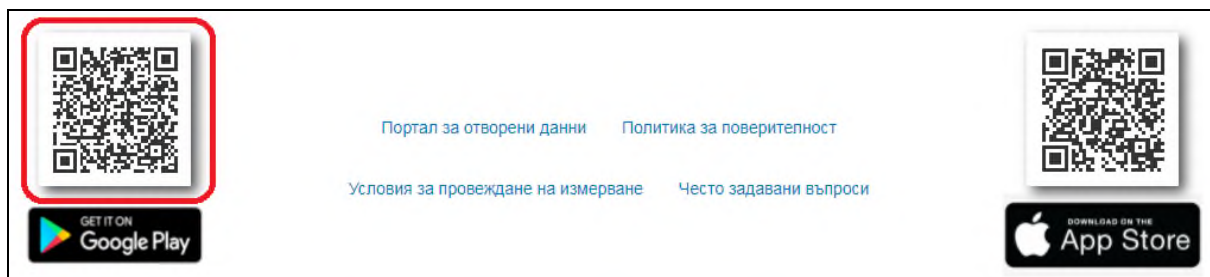 Портал за отворени данни Политика за поверителност
Условия за провеждане на измерване Често задавани въпроси
GET IT ON
Google Play
DOWNLOAD ON THE
App Store